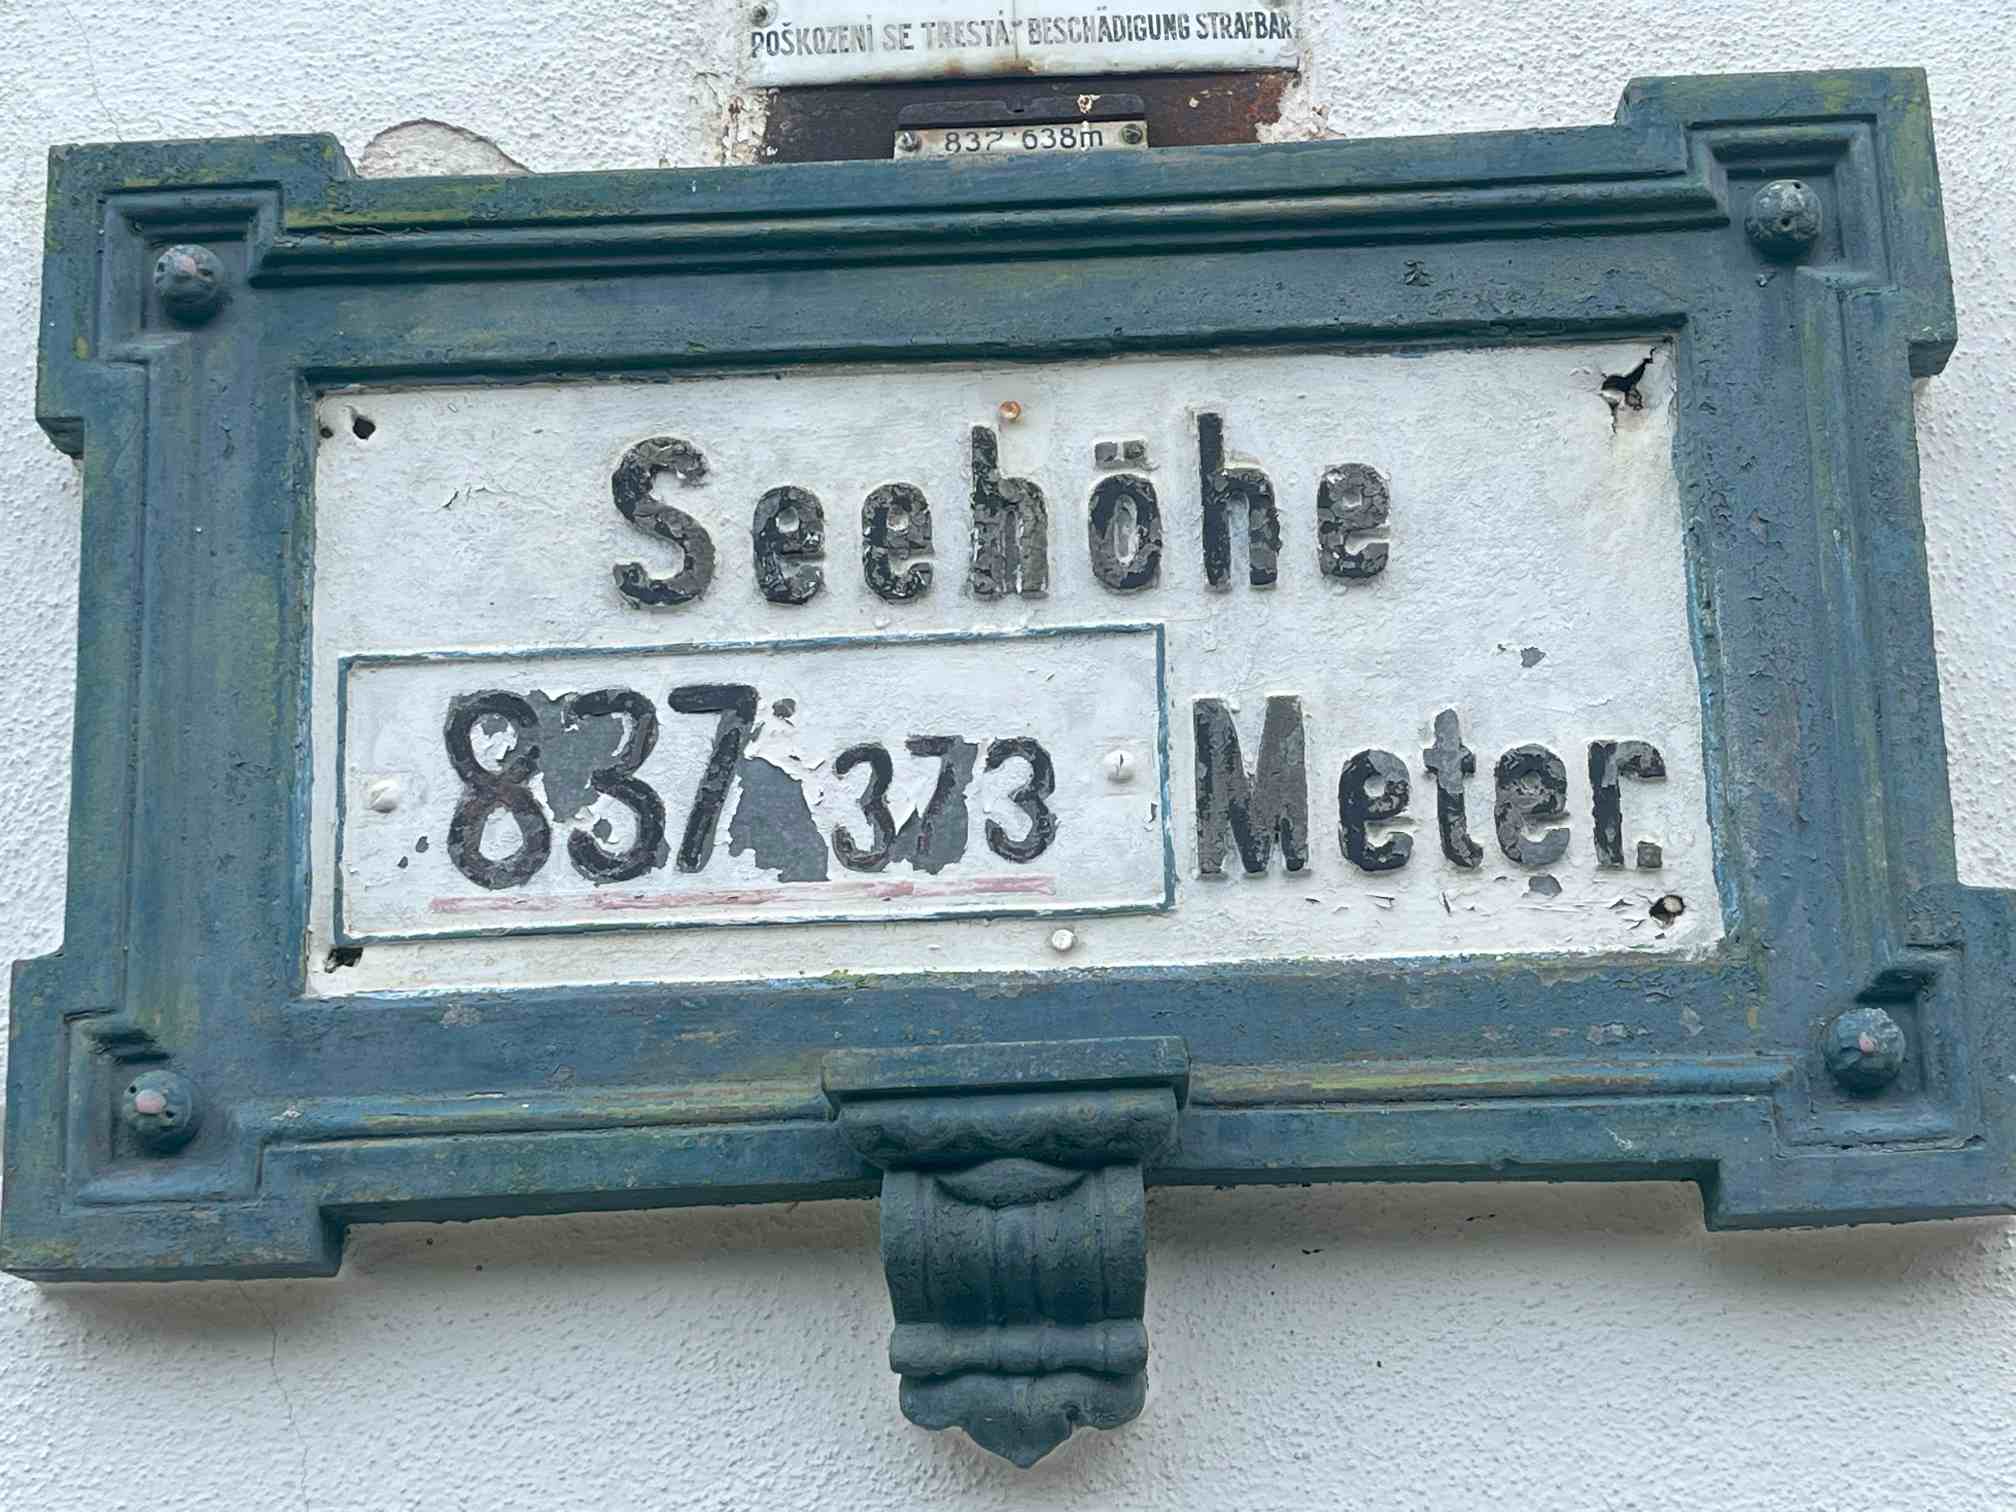 POŠKOZENÍ SE TRESTÁ · BESCHÄDIGUNG STRAFBAR
837·638m
Seehöhe
837 373 Meter.